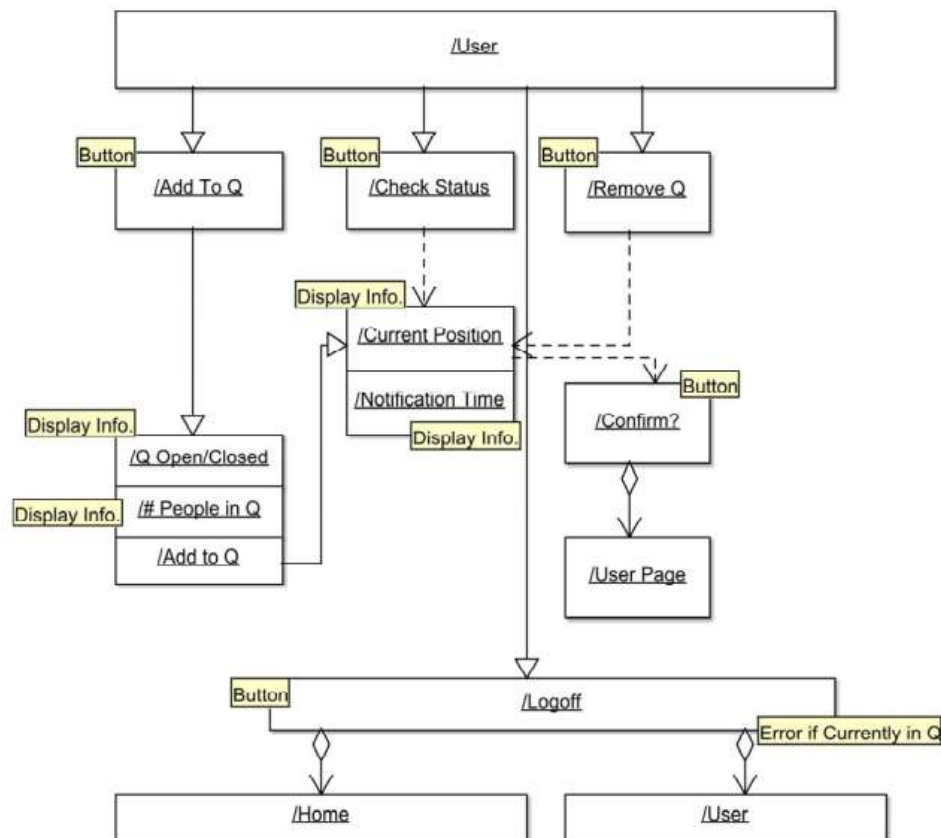 /User
Button
/Add To Q
Button
/Check Status
Button
/Remove Q
Display Info.
/Current Position
/Notification Time
Display Info.
Button
/Confirm?
Display Info.
/Q Open/Closed
Display Info.
/# People in Q
/Add to Q
/User Page
Button
/Logoff
Error if Currently in Q
/Home
/User